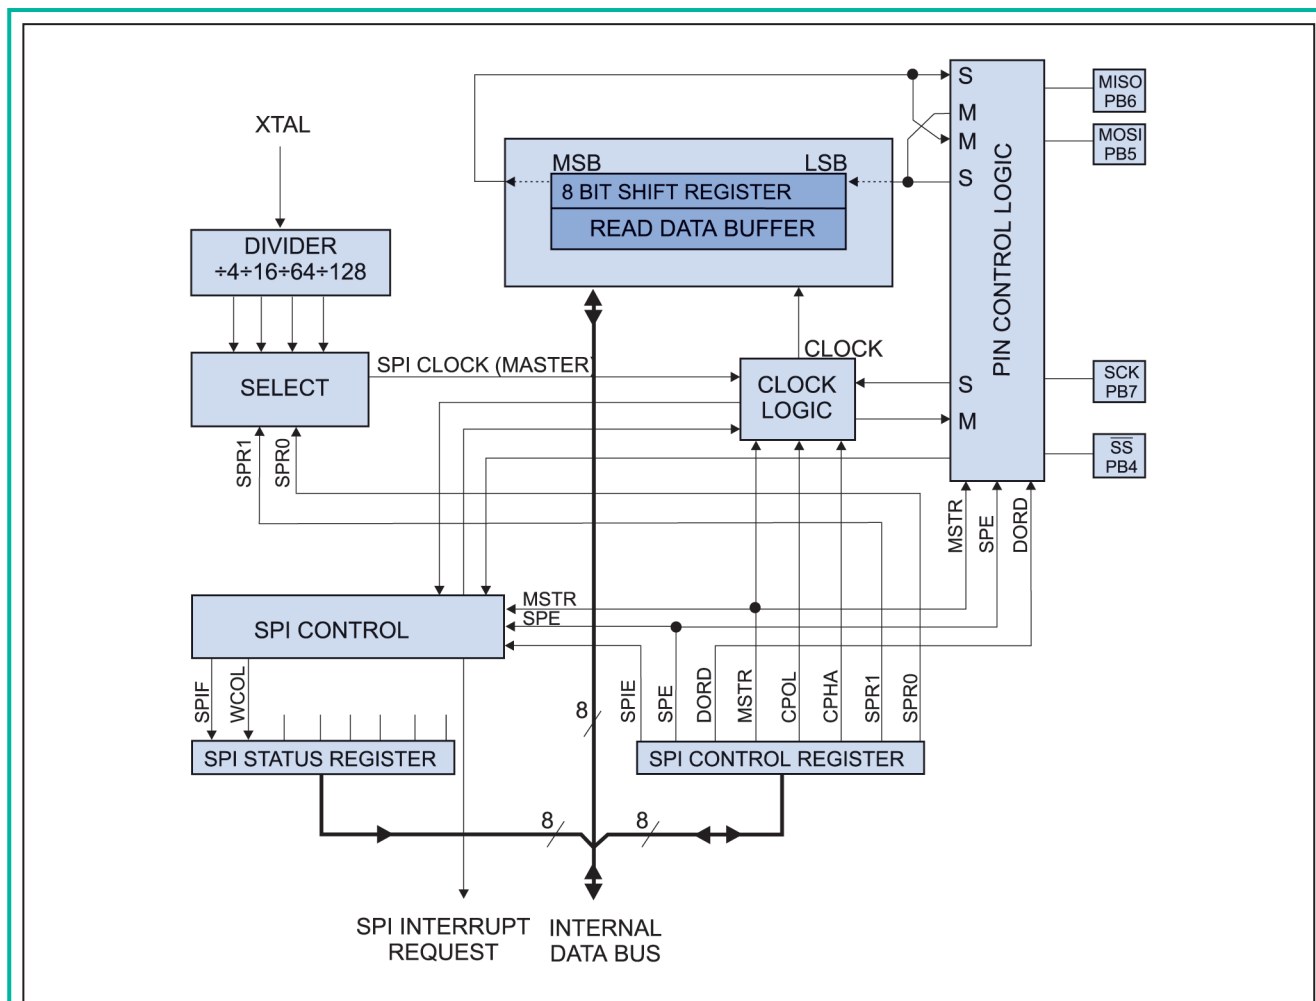 XTAL
DIVIDER
÷4÷16÷64÷128
SELECT
SPI CLOCK (MASTER)
SPR1
SPR0
MSB
LSB
8 BIT SHIFT REGISTER
READ DATA BUFFER
CLOCK
CLOCK
LOGIC
S
M
M
S
S
M
PIN CONTROL LOGIC
MISO
PB6
MOSI
PB5
SCK
PB7
SS
PB4
MSTR
SPE
DORD
SPI CONTROL
MSTR
SPE
SPIF
WCOL
SPI STATUS REGISTER
8
SPIE
SPE
DORD
MSTR
CPOL
CPHA
SPR1
SPR0
SPI CONTROL REGISTER
8
8
SPI INTERRUPT
REQUEST
INTERNAL
DATA BUS